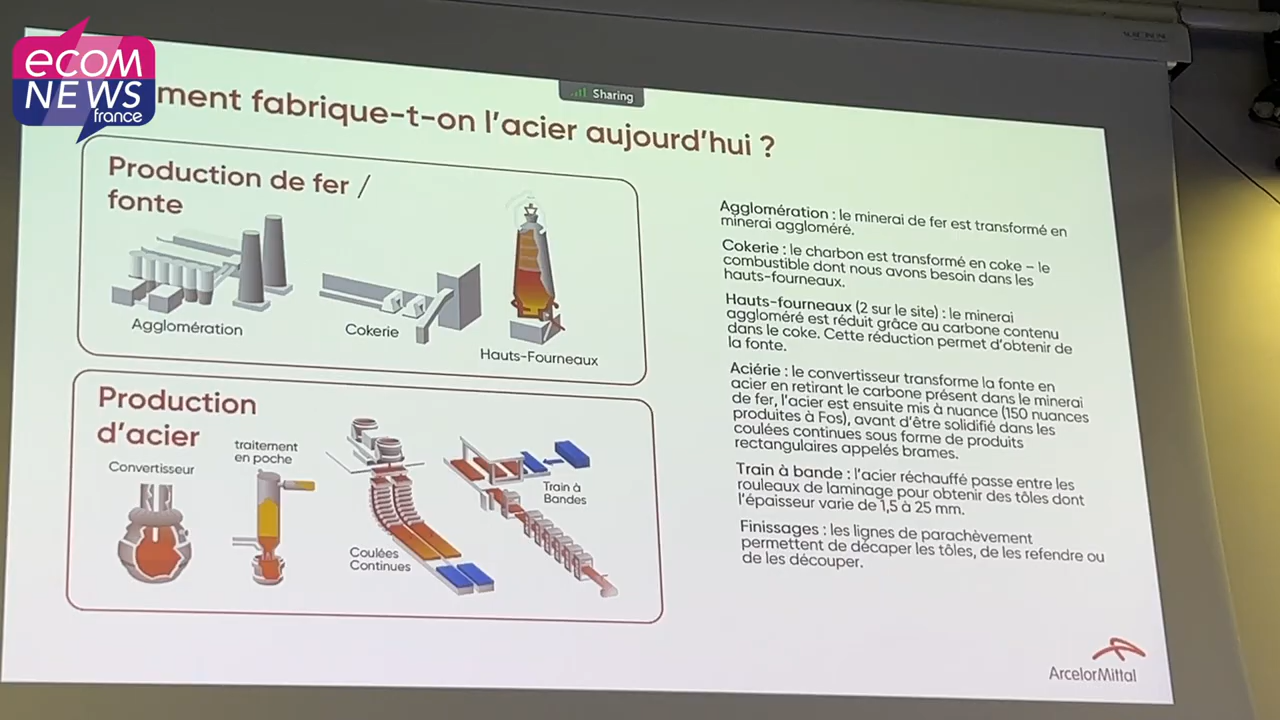 ecom
NEWS
france
Sharing
ment fabrique-t-on l'acier aujourd'hui ?
Production de fer /
fonte
Agglomération
Cokerie
Hauts-Fourneaux
Production
d'acier
Convertisseur
traitement
en poche
Coulées
Continues
Train à
Bandes
Agglomération : le minerai de fer est transformé en
minerai aggloméré.
Cokerie : le charbon est transformé en coke – le
combustible dont nous avons besoin dans les
hauts-fourneaux.
Hauts-fourneaux (2 sur le site) : le minerai
aggloméré est réduit grâce au carbone contenu
dans le coke. Cette réduction permet d'obtenir de
la fonte.
Aciérie : le convertisseur transforme la fonte en
acier en retirant le carbone présent dans le minerai
de fer, l'acier est ensuite mis à nuance (150 nuances
produites à Fos), avant d'être solidifié dans les
coulées continues sous forme de produits
rectangulaires appelés brames.
Train à bande : l'acier réchauffé passe entre les
rouleaux de laminage pour obtenir des tôles dont
l'épaisseur varie de 1,5 à 25 mm.
Finissages : les lignes de parachèvement
permettent de décaper les tôles, de les refendre ou
de les découper.
ArcelorMittal